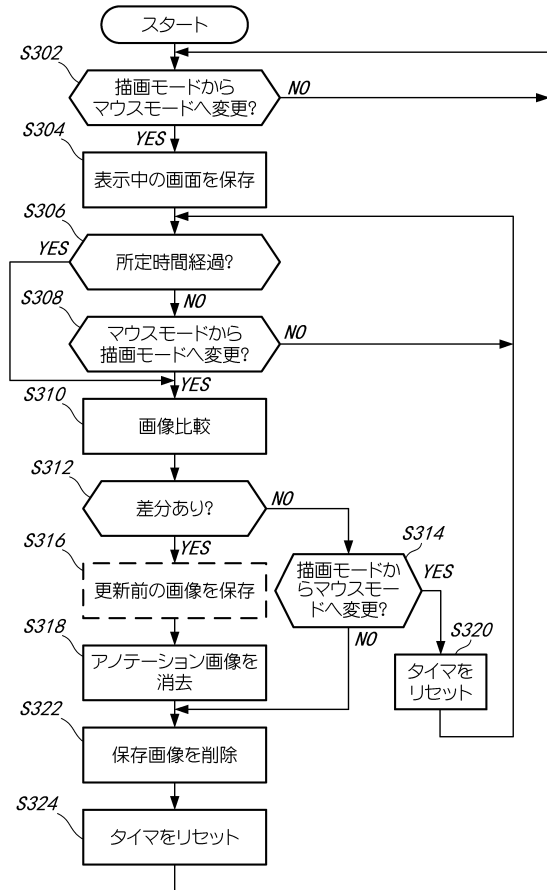 スタート
S302
描画モードから
マウスモードへ変更?
NO
YES
S304
表示中の画面を保存
S306
YES
所定時間経過?
NO
S308
マウスモードから
描画モードへ変更?
NO
YES
S310
画像比較
S312
差分あり?
NO
YES
S314
描画モードか
らマウスモー
ドへ変更?
YES
NO
S316
更新前の画像を保存
S318
アノテーション画像を
消去
S320
タイマを
リセット
S322
保存画像を削除
S324
タイマをリセット